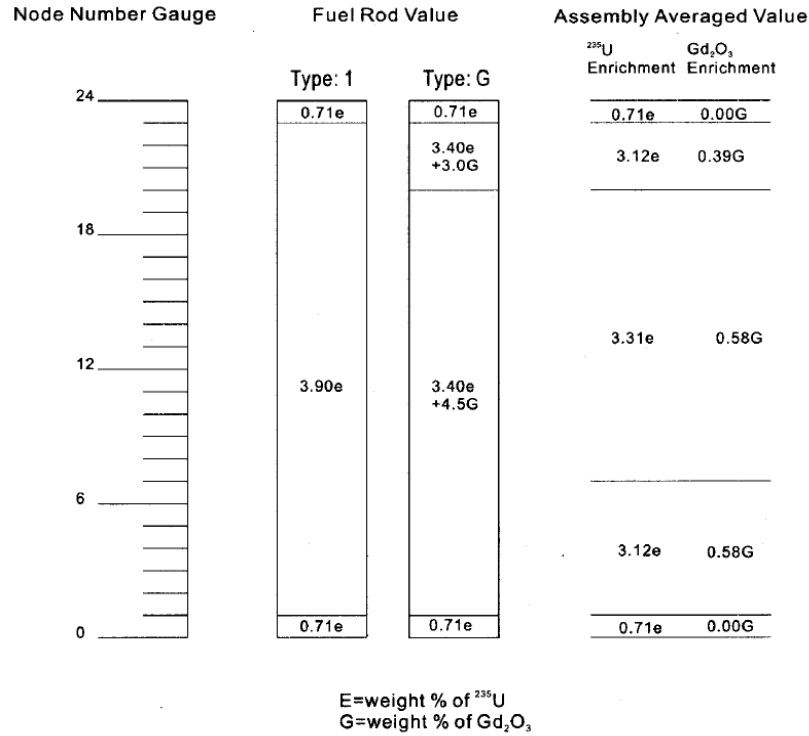 Node Number Gauge Fuel Rod Value Assembly Averaged Value
²³⁵U Gd₂O₃
Enrichment Enrichment
Type: 1 Type: G
24
0.71e 0.71e 0.71e 0.00G
3.40e
+3.0G
3.12e 0.39G
18
3.31e 0.58G
12
3.90e
3.40e
+4.5G
6
3.12e 0.58G
0
0.71e 0.71e 0.71e 0.00G
E=weight % of ²³⁵U
G=weight % of Gd₂O₃